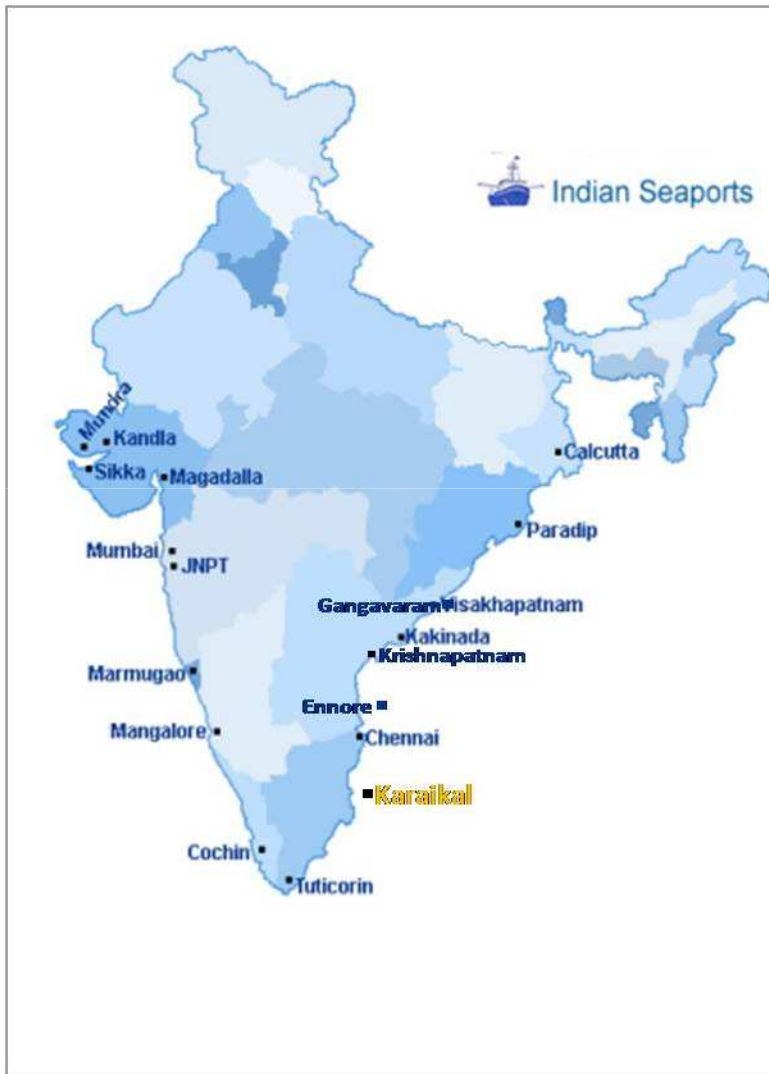 Indian Seaports
Mundra
Kandla
Sikka
Magadalla
Calcutta
Paradip
Mumbai
JNPT
Gangavaram
Visakhapatnam
Kakinada
Krishnapatnam
Marmugao
Ennore
Mangalore
Chennai
Karaikal
Cochin
Tuticorin